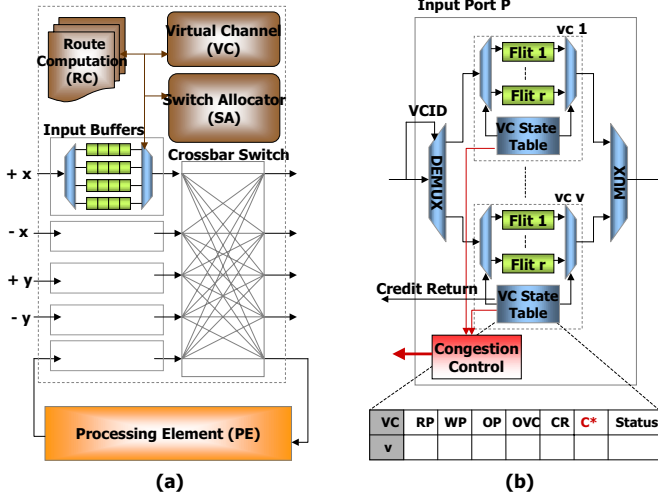 Route
Computation
(RC)
Virtual Channel
(VC)
Switch Allocator
(SA)
Input Buffers
Crossbar Switch
+ x
- x
+ y
- y
Processing Element (PE)
(a)
Input Port P
vc 1
Flit 1
Flit r
VC State
Table
VCID
DEMUX
MUX
vc v
Flit 1
Flit r
VC State
Table
Credit Return
Congestion
Control
VC RP WP OP OVC CR C* Status
v
(b)